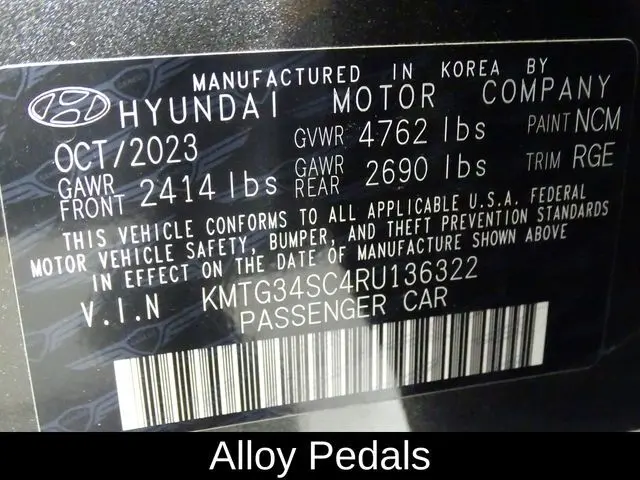 MANUFACTURED IN KOREA BY
HYUNDAI MOTOR COMPANY
OCT/2023 GVWR 4762 lbs PAINT NCM
GAWR FRONT 2414 lbs GAWR REAR 2690 lbs TRIM RGE
THIS VEHICLE CONFORMS TO ALL APPLICABLE U.S.A. FEDERAL
MOTOR VEHICLE SAFETY, BUMPER, AND THEFT PREVENTION STANDARDS
IN EFFECT ON THE DATE OF MANUFACTURE SHOWN ABOVE
V.I.N KMTG34SC4RU136322
PASSENGER CAR
Alloy Pedals